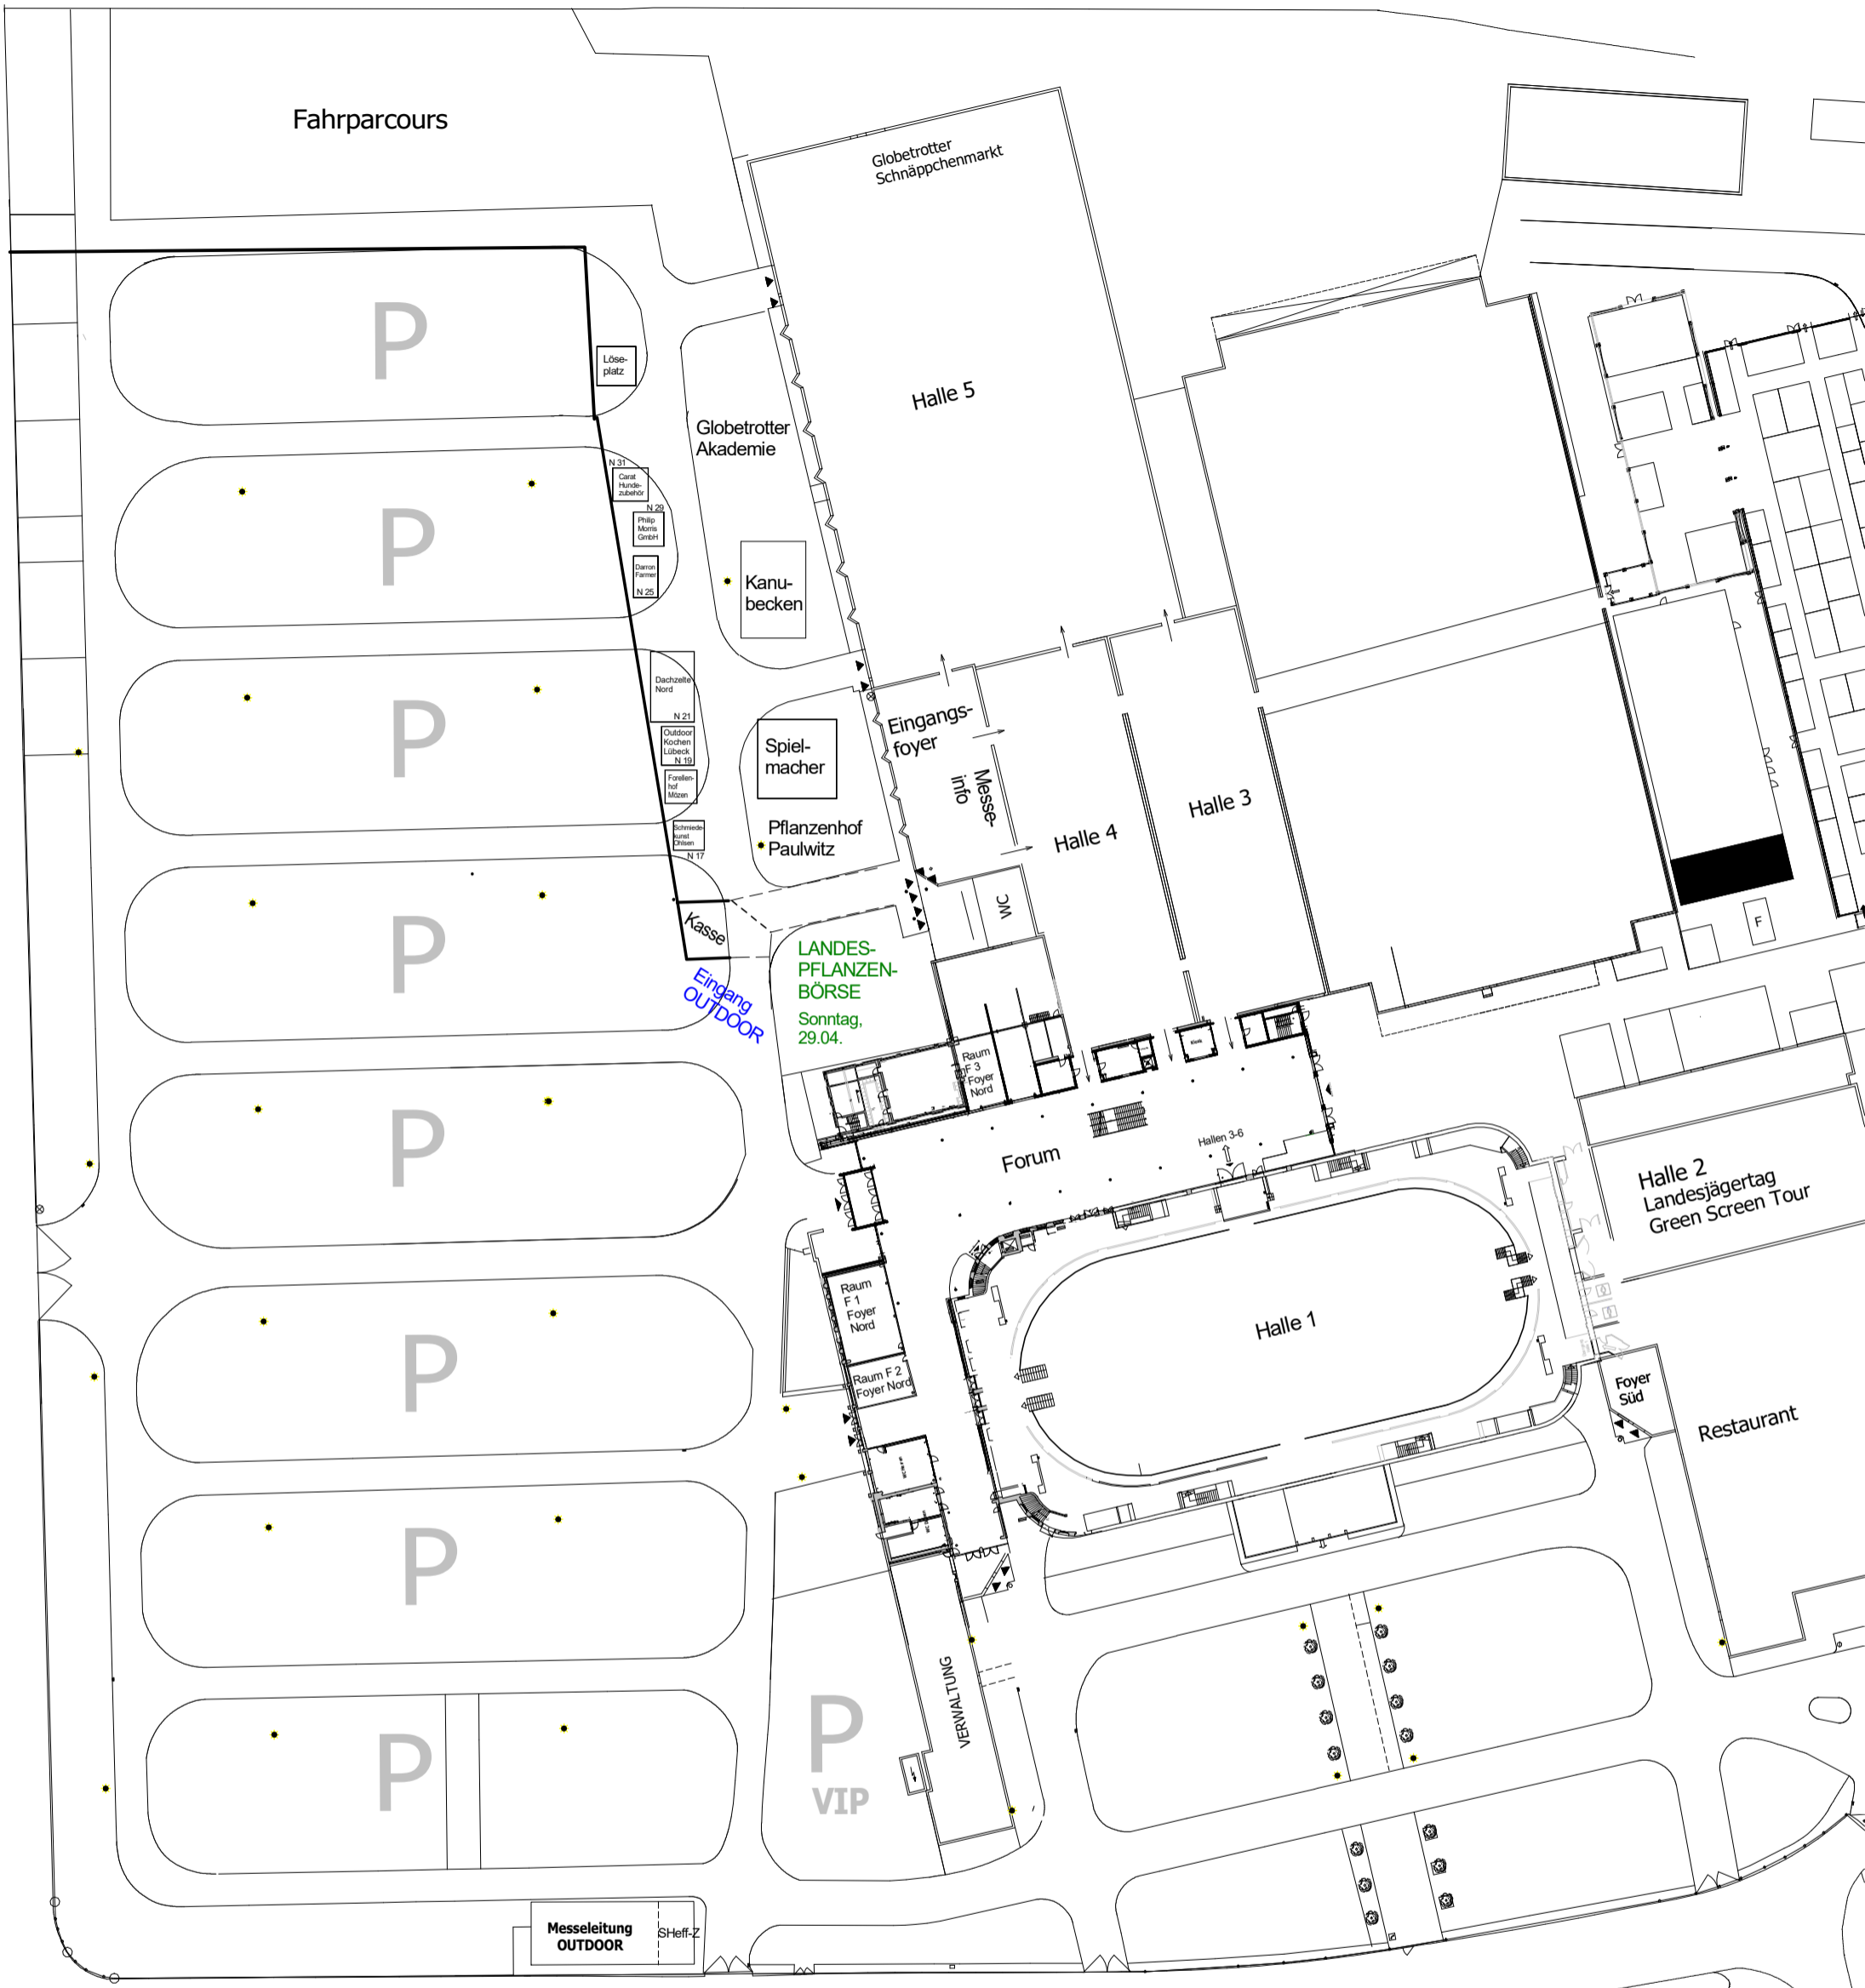 Fahrparcours
Globetrotter
Schnäppchenmarkt
P
Löse-
platz
Halle 5
Globetrotter
Akademie
N 31
Carat
Hunde-
zubehör
P
N 29
Philip
Morris
GmbH
Darron
Farmer
N 25
Kanu-
becken
P
Dachzelte
Nord
N 21
Outdoor
Kochen
Lübeck
N 19
Forellen-
hof
Mözen
Schmiede-
kunst
Ohlsen
N 17
Spiel-
macher
Pflanzenhof
Paulwitz
Eingangs-
foyer
Messe-
info
Halle 4
Halle 3
WC
F
P
Kasse
Eingang
OUTDOOR
LANDES-
PFLANZEN-
BÖRSE
Sonntag,
29.04.
Raum
F 3
Foyer
Nord
Kiosk
P
Forum
Hallen 3-6
Halle 2
Landesjägertag
Green Screen Tour
Raum
F 1
Foyer
Nord
Raum F 2
Foyer Nord
Halle 1
P
Foyer
Süd
Restaurant
P
P
P
VIP
VERWALTUNG
Messeleitung
OUTDOOR
SHeff-Z